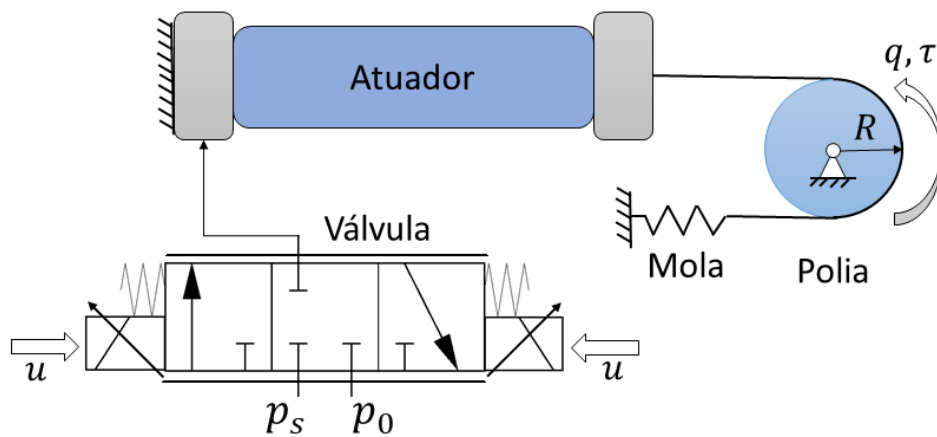 Atuador
q, τ
R
Válvula
Mola
Polia
u
u
p_s
p_0